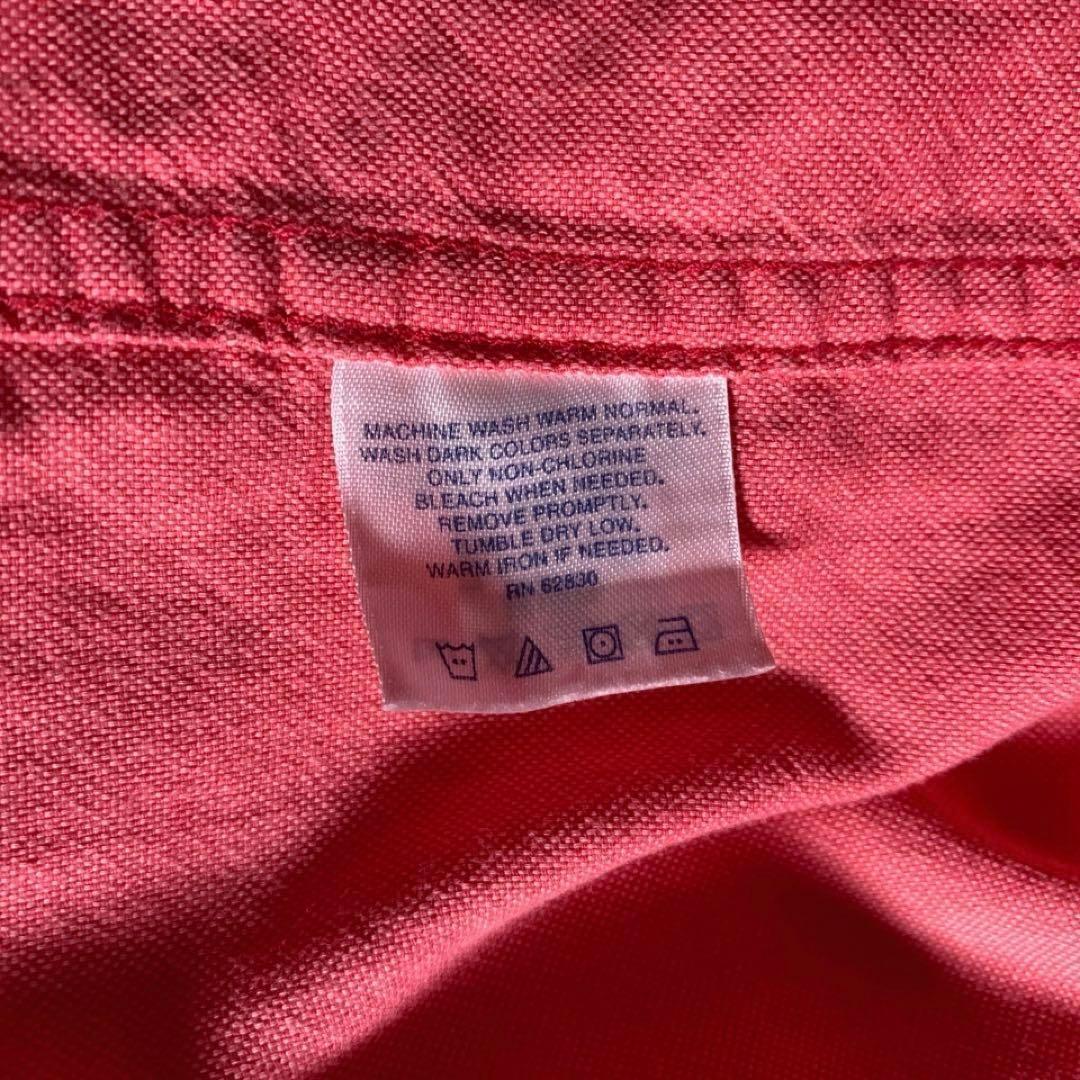 MACHINE WASH WARM NORMAL.
WASH DARK COLORS SEPARATELY.
ONLY NON-CHLORINE
BLEACH WHEN NEEDED.
REMOVE PROMPTLY.
TUMBLE DRY LOW.
WARM IRON IF NEEDED.
RN 62830